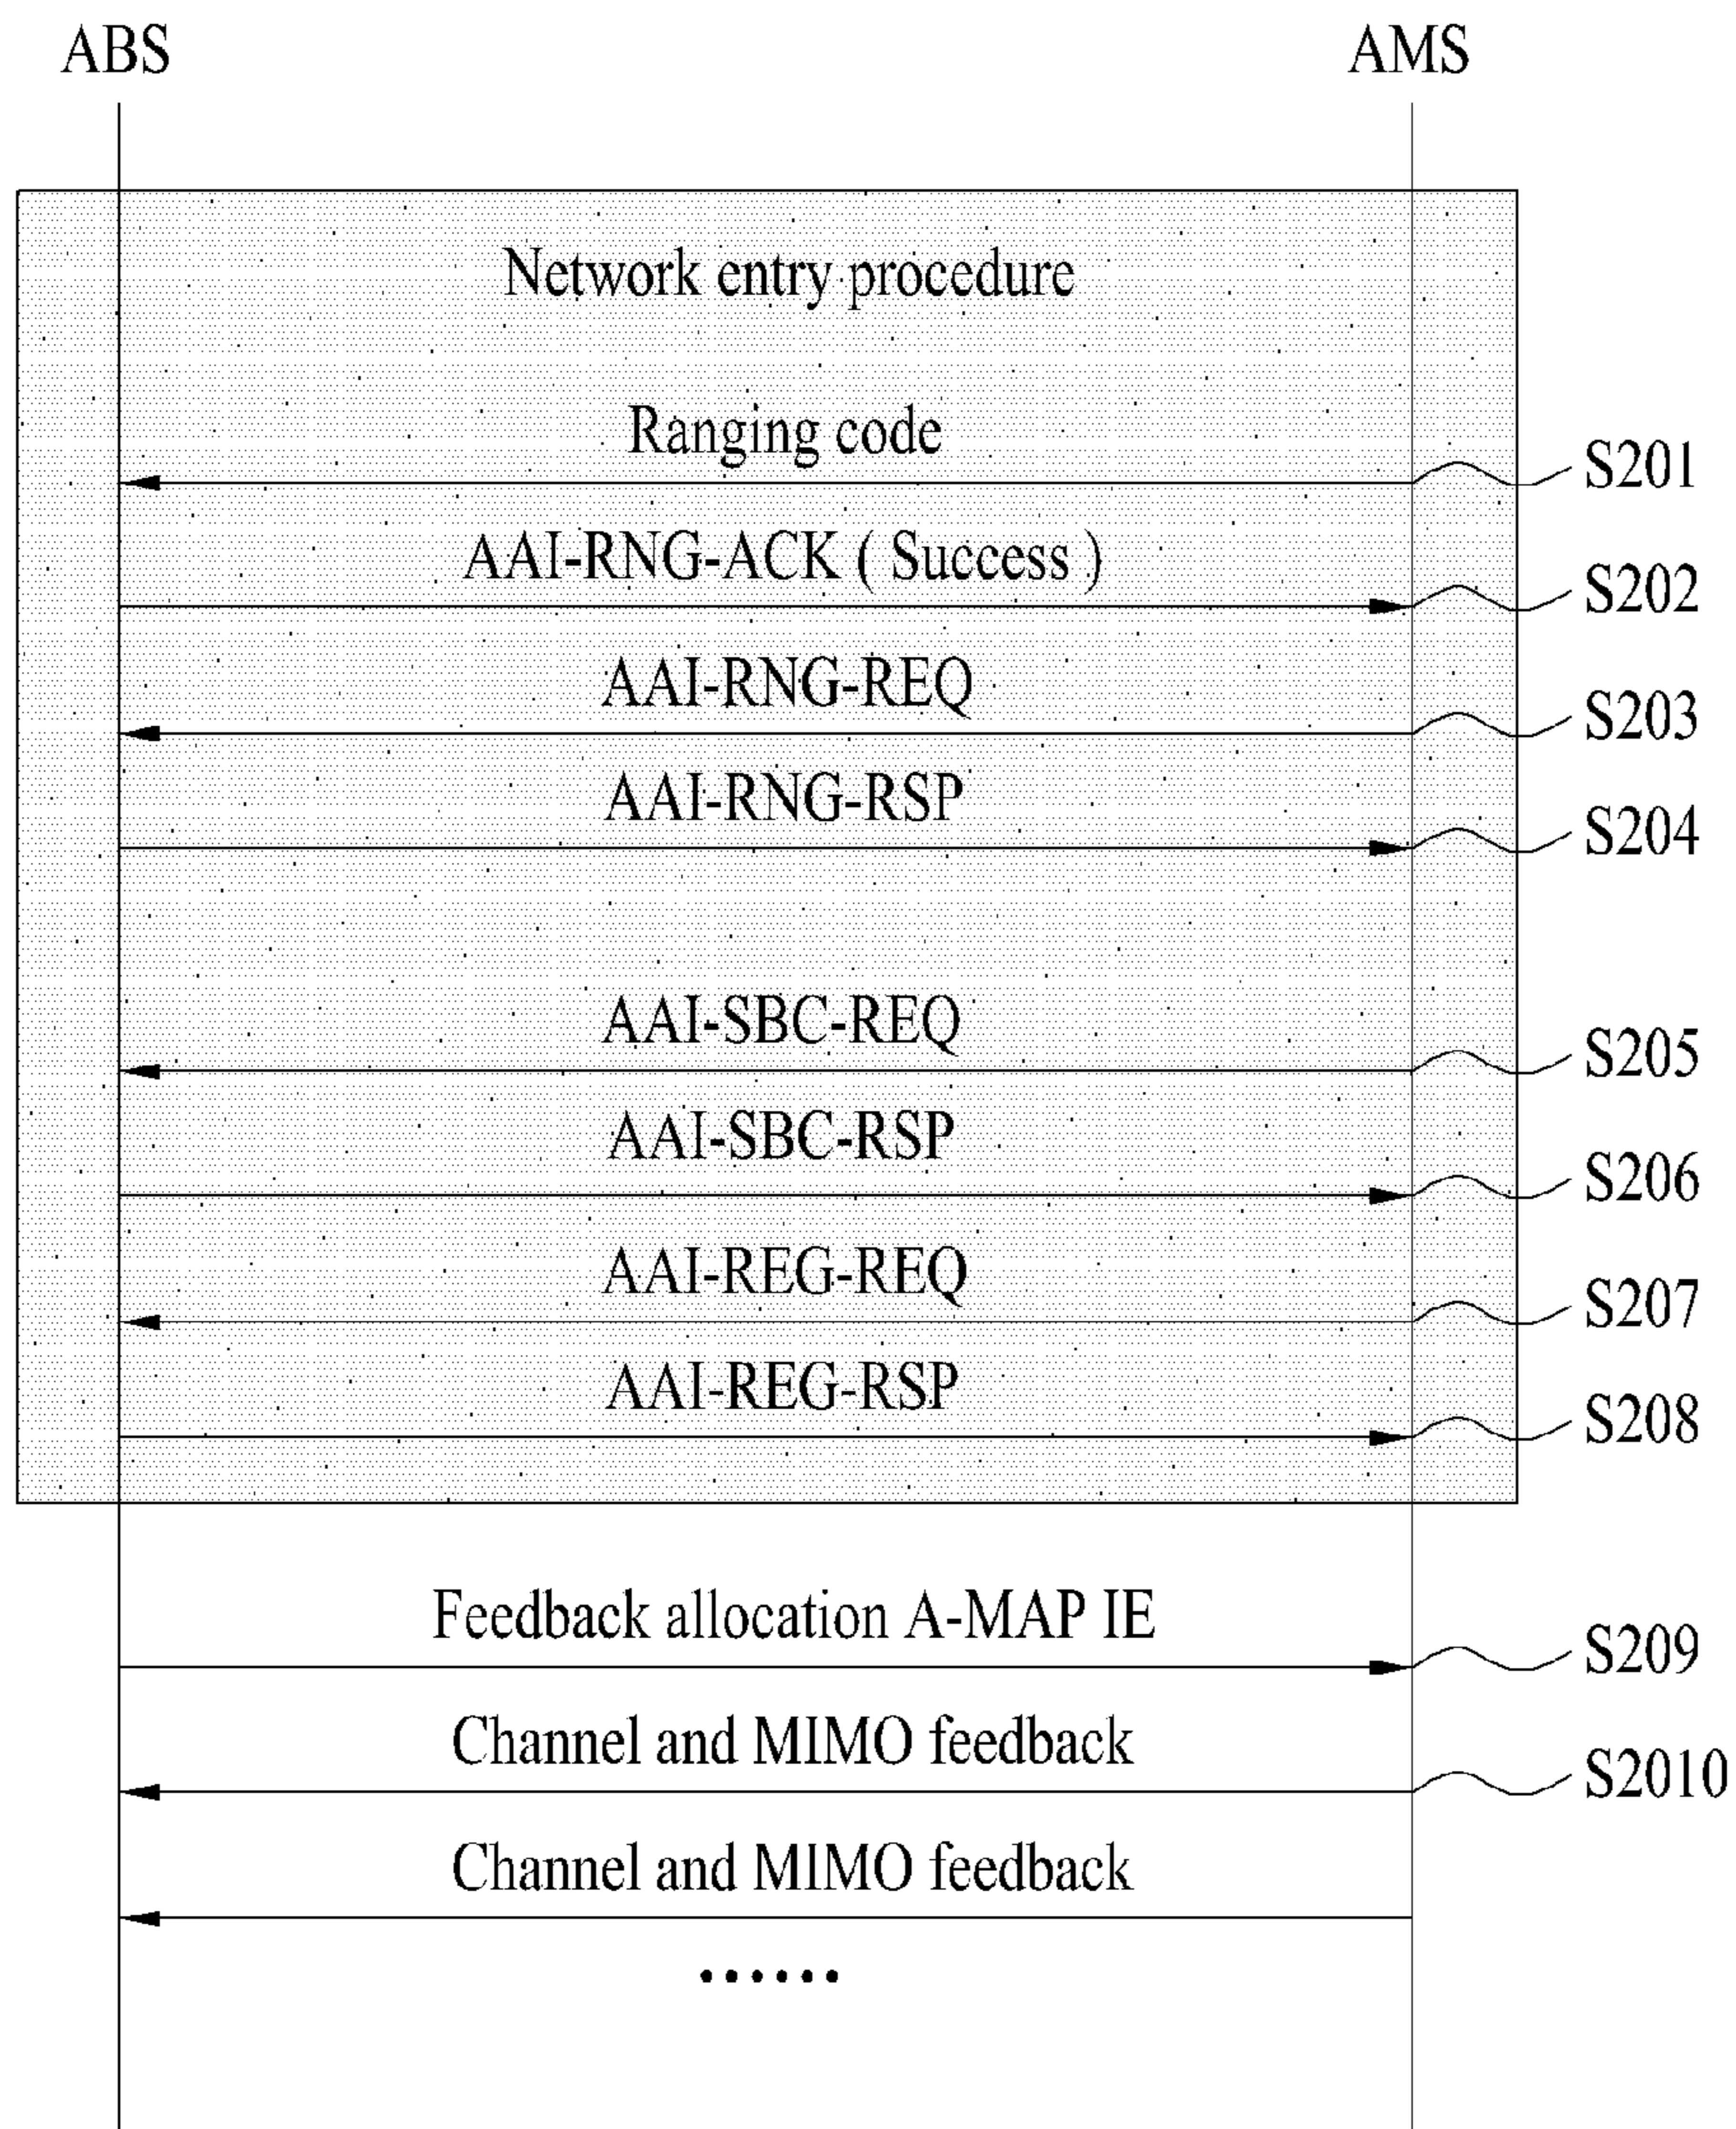 ABS AMS
Network entry procedure
Ranging code
S201
AAI-RNG-ACK ( Success )
S202
AAI-RNG-REQ
S203
AAI-RNG-RSP
S204
AAI-SBC-REQ
S205
AAI-SBC-RSP
S206
AAI-REG-REQ
S207
AAI-REG-RSP
S208
Feedback allocation A-MAP IE
S209
Channel and MIMO feedback
S2010
Channel and MIMO feedback
......